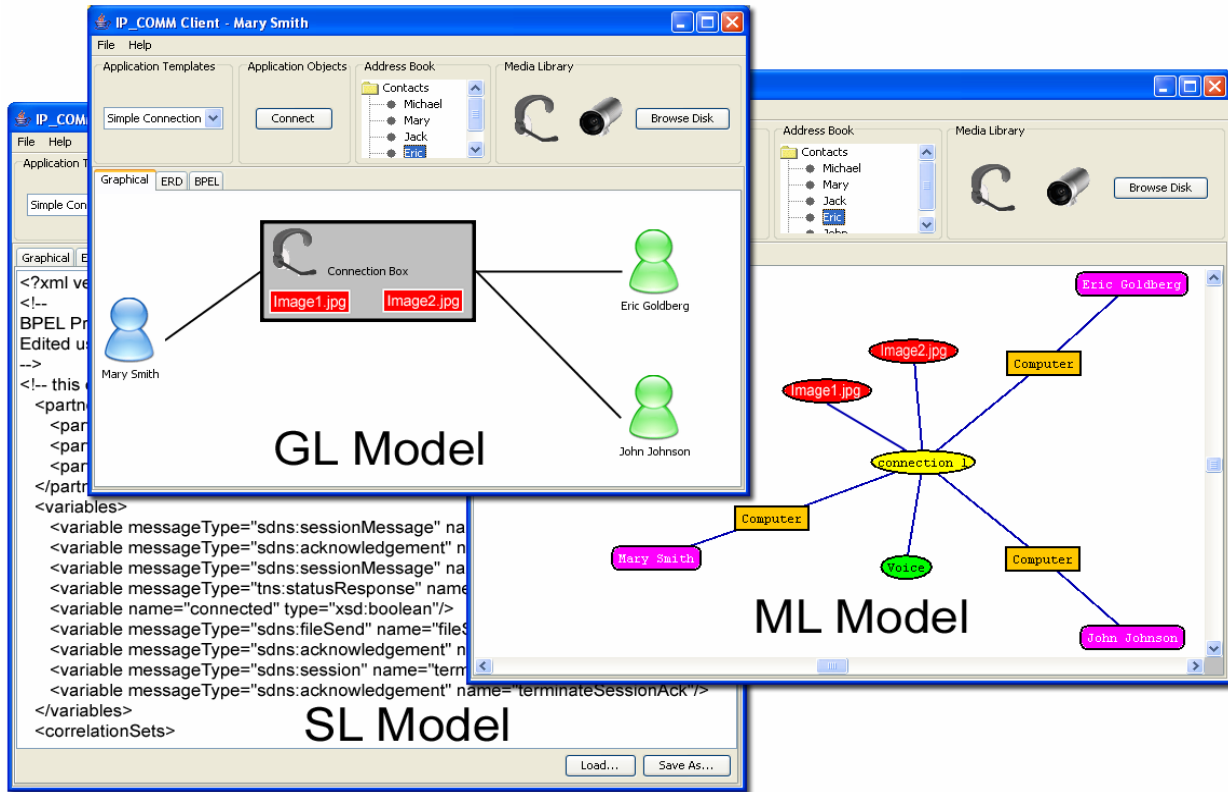 IP_COMM Client - Mary Smith
File Help
Application Templates
Simple Connection
Application Objects
Connect
Address Book
Contacts
Michael
Mary
Jack
Eric
Media Library
Browse Disk
Graphical ERD BPEL
Connection Box
Image1.jpg Image2.jpg
Mary Smith
Eric Goldberg
John Johnson
GL Model
Address Book
Contacts
Michael
Mary
Jack
Eric
John
Media Library
Browse Disk
Eric Goldberg
Image2.jpg
Computer
Image1.jpg
connection 1
Computer
Mary Smith
Voice
Computer
John Johnson
ML Model
IP_COM
File Help
Application T
Simple Con
Graphical E
<?xml ve
<!--
BPEL Pr
Edited u
-->
<!-- this
<partn
<par
<par
<par
</partn
<variables>
<variable messageType="sdns:sessionMessage" na
<variable messageType="sdns:acknowledgement" n
<variable messageType="sdns:sessionMessage" na
<variable messageType="tns:statusResponse" name
<variable name="connected" type="xsd:boolean"/>
<variable messageType="sdns:fileSend" name="file
<variable messageType="sdns:acknowledgement" n
<variable messageType="sdns:session" name="term
<variable messageType="sdns:acknowledgement" name="terminateSessionAck"/>
</variables>
<correlationSets>
SL Model
Load... Save As...